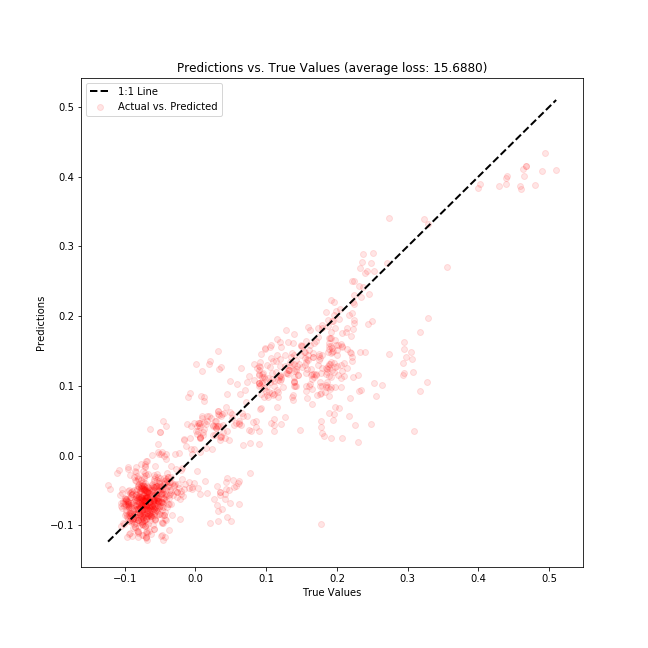 Predictions vs. True Values (average loss: 15.6880)
1:1 Line
Actual vs. Predicted
0.5
0.4
0.3
0.2
0.1
0.0
−0.1
Predictions
−0.1 0.0 0.1 0.2 0.3 0.4 0.5
True Values